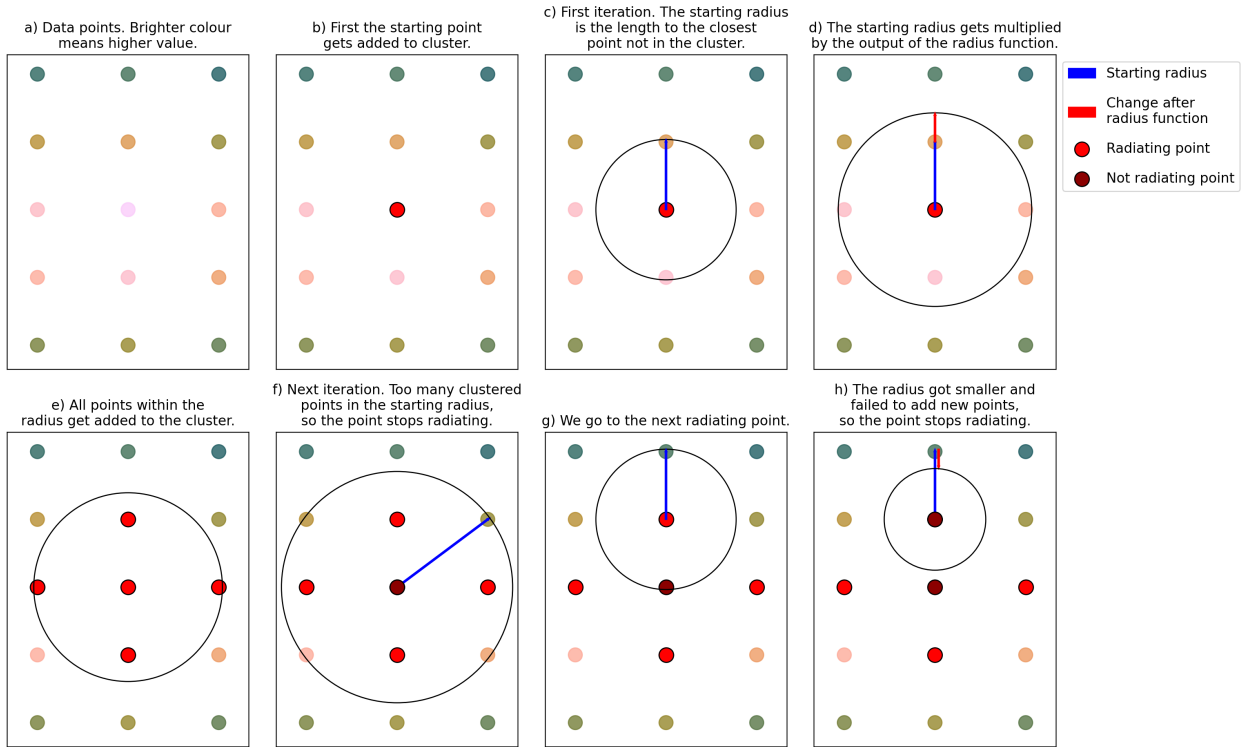 a) Data points. Brighter colour
means higher value.
b) First the starting point
gets added to cluster.
c) First iteration. The starting radius
is the length to the closest
point not in the cluster.
d) The starting radius gets multiplied
by the output of the radius function.
Starting radius
Change after
radius function
Radiating point
Not radiating point
e) All points within the
radius get added to the cluster.
f) Next iteration. Too many clustered
points in the starting radius,
so the point stops radiating.
g) We go to the next radiating point.
h) The radius got smaller and
failed to add new points,
so the point stops radiating.